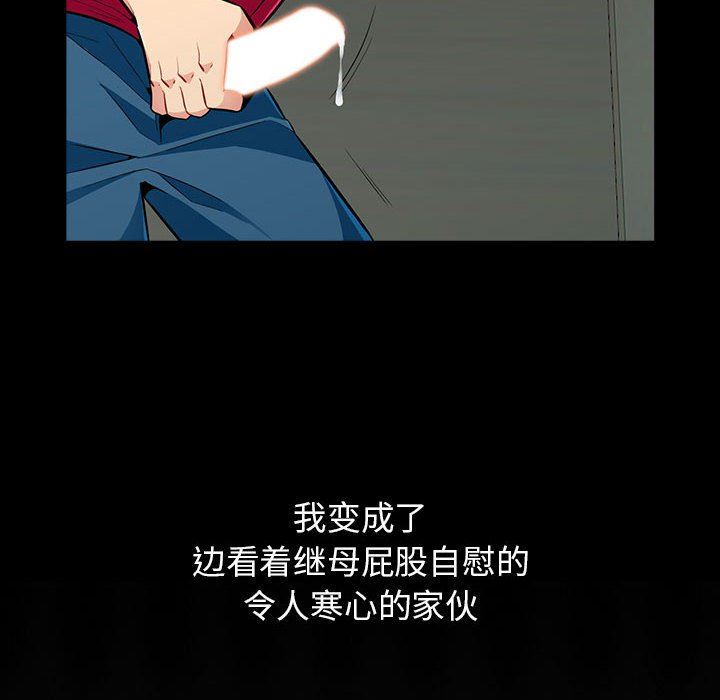 我变成了
边看着继母屁股自慰的
令人寒心的家伙